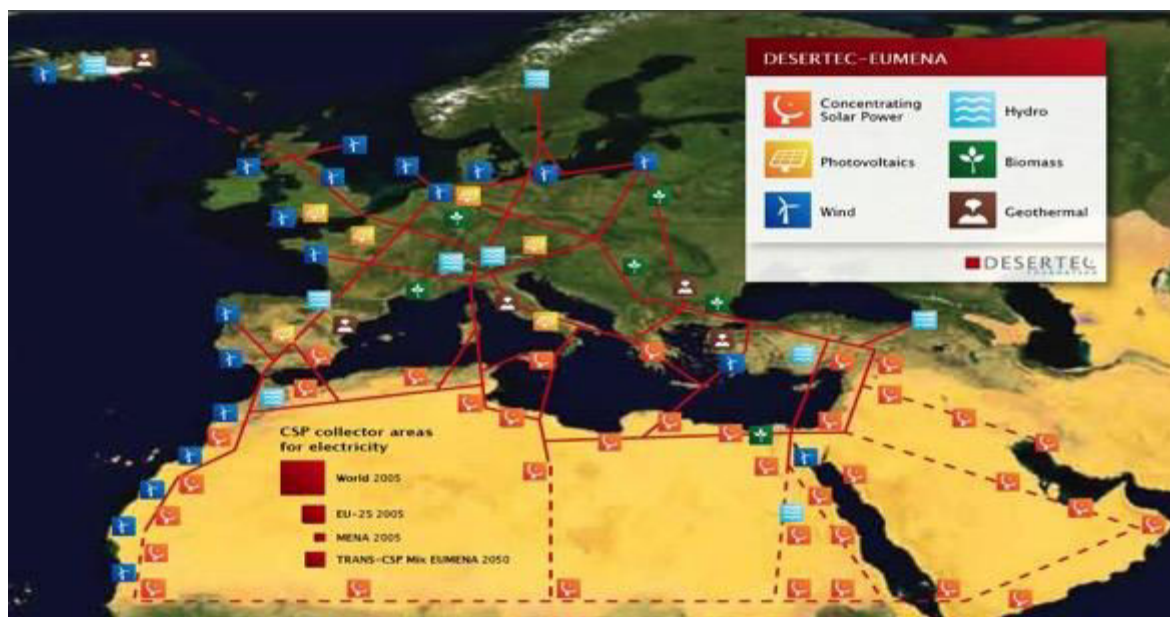 DESERTEC-EUMENA
Concentrating
Solar Power
Hydro
Photovoltaics
Biomass
Wind
Geothermal
DESERTEC
FOUNDATION
CSP collector areas
for electricity
World 2005
EU-25 2005
MENA 2005
TRANS-CSP Mix EUMENA 2050